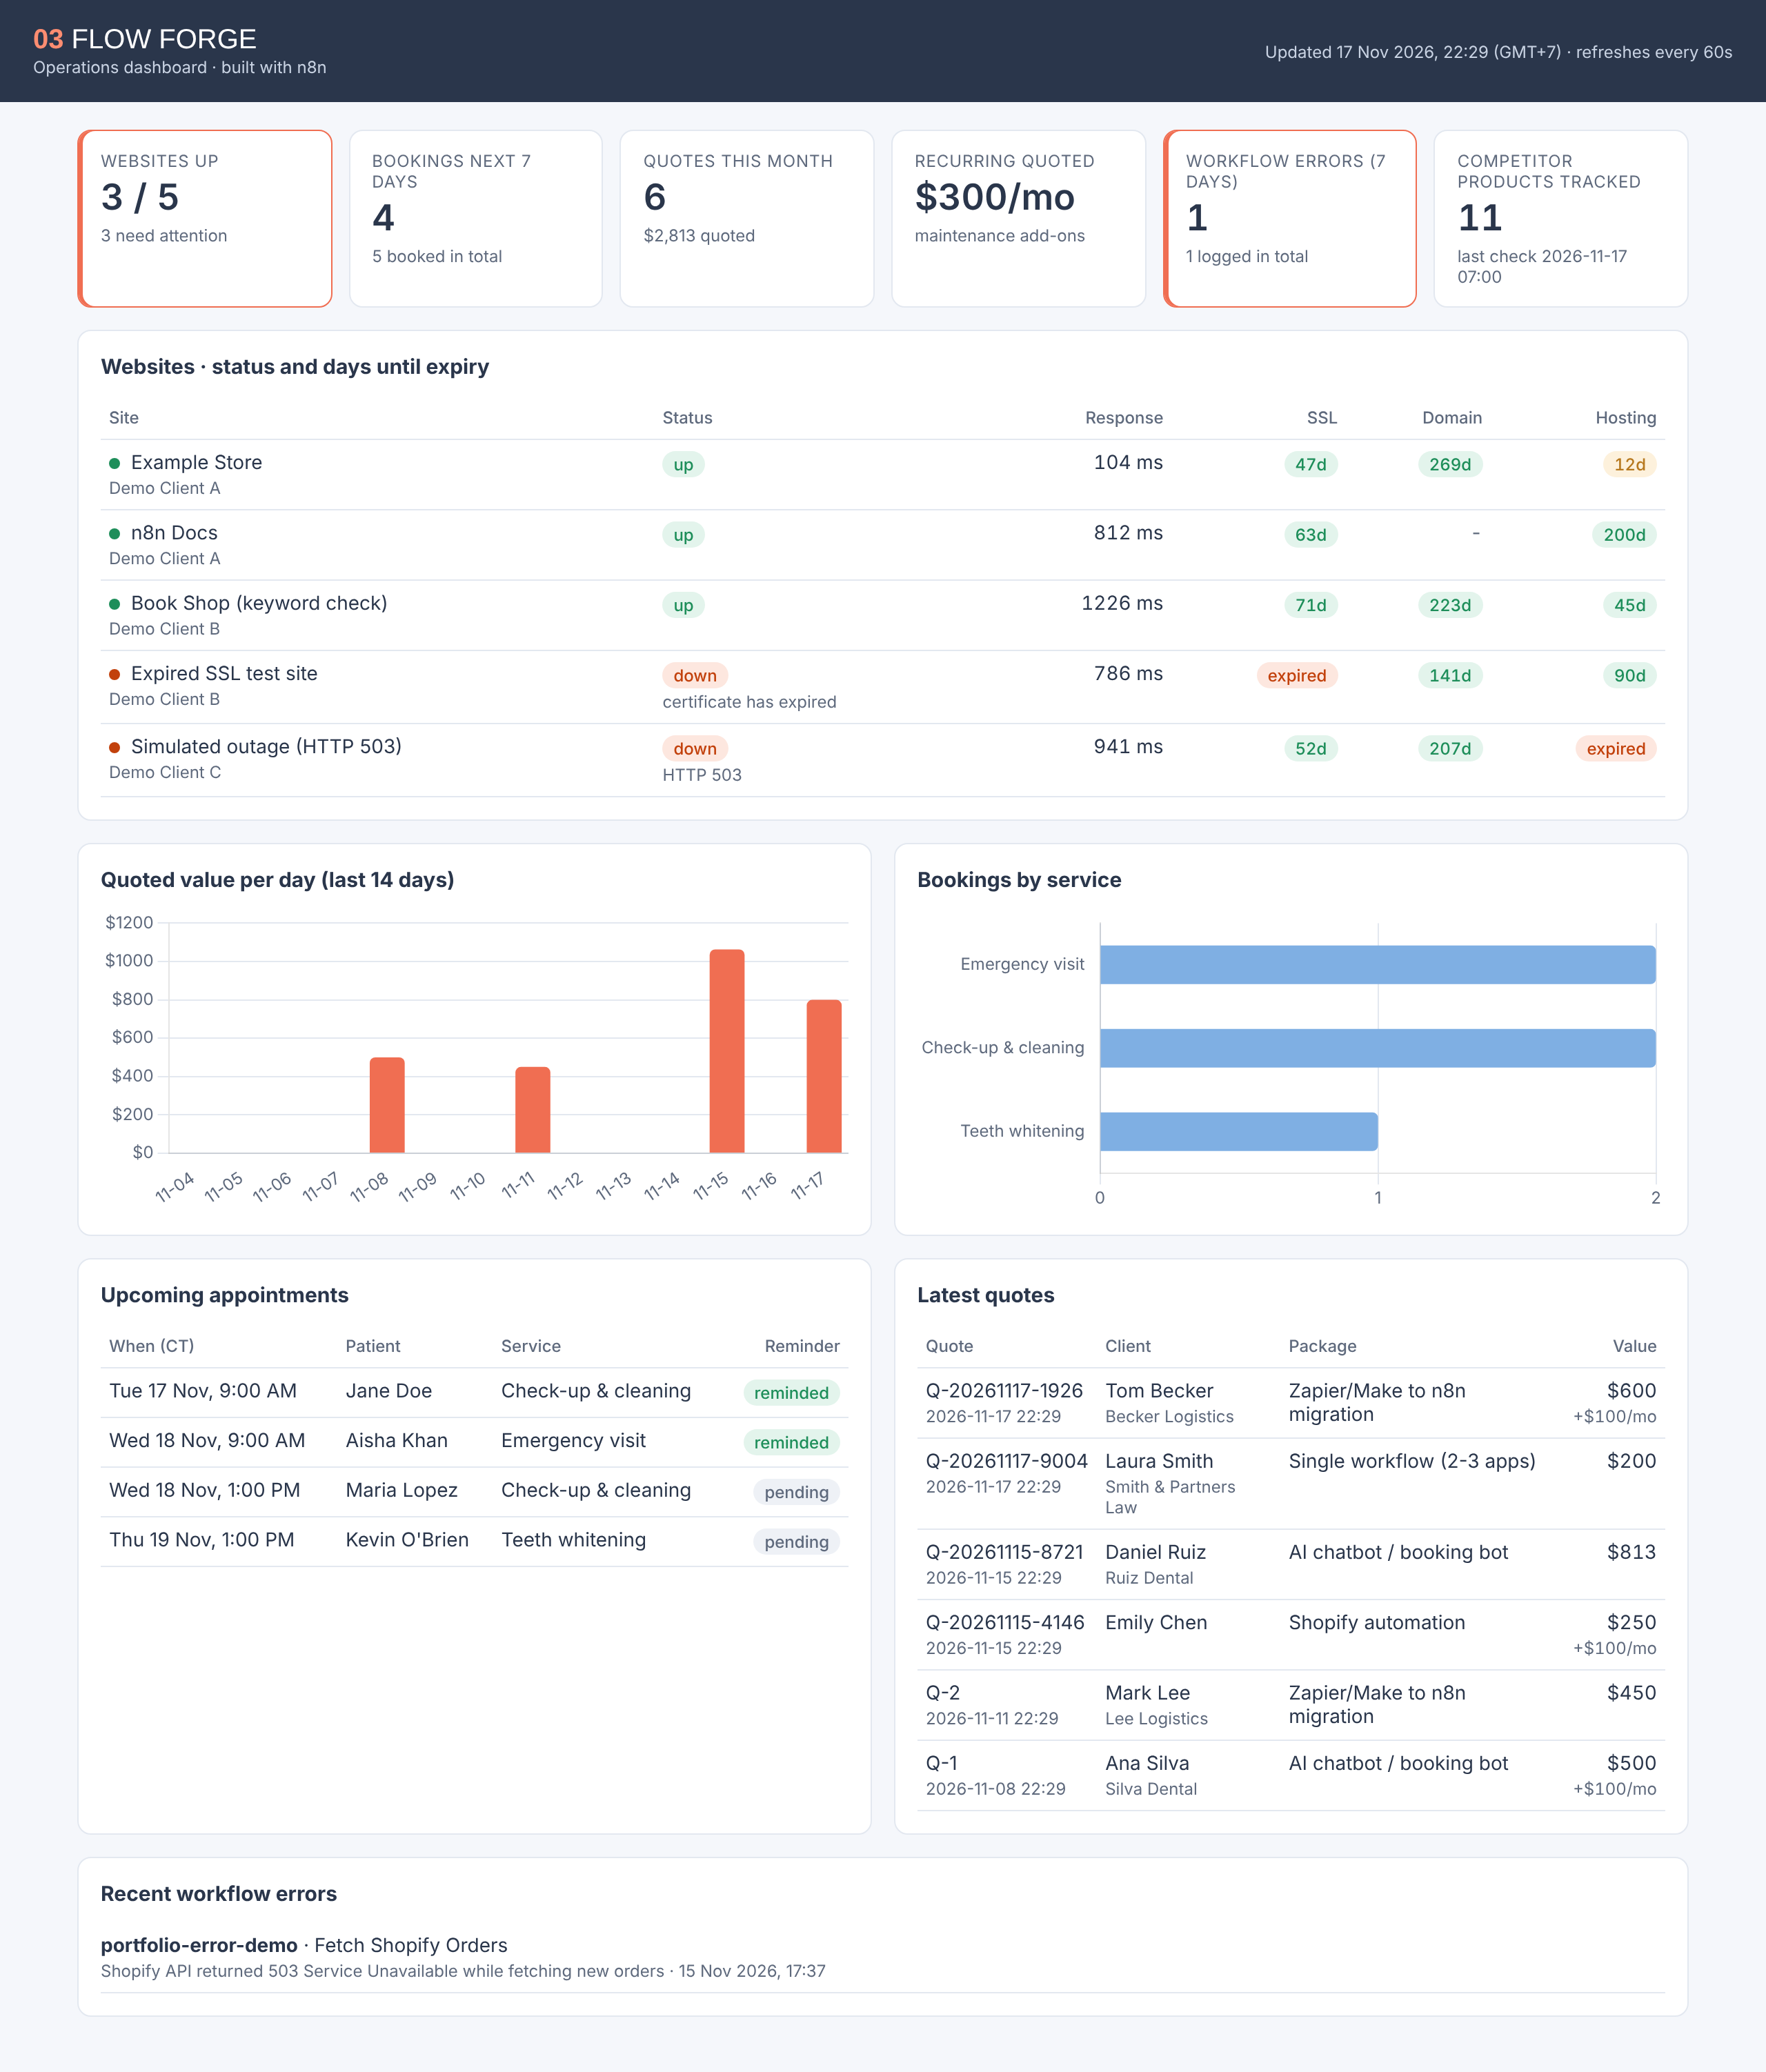 03 FLOW FORGE
Operations dashboard · built with n8n
Updated 17 Nov 2026, 22:29 (GMT+7) · refreshes every 60s
WEBSITES UP
3 / 5
3 need attention
BOOKINGS NEXT 7
DAYS
4
5 booked in total
QUOTES THIS MONTH
6
$2,813 quoted
RECURRING QUOTED
$300/mo
maintenance add-ons
WORKFLOW ERRORS (7
DAYS)
1
1 logged in total
COMPETITOR
PRODUCTS TRACKED
11
last check 2026-11-17
07:00
Websites · status and days until expiry
Site Status Response SSL Domain Hosting
Example Store up 104 ms 47d 269d 12d
Demo Client A
n8n Docs up 812 ms 63d - 200d
Demo Client A
Book Shop (keyword check) up 1226 ms 71d 223d 45d
Demo Client B
Expired SSL test site down 786 ms expired 141d 90d
Demo Client B certificate has expired
Simulated outage (HTTP 503) down 941 ms 52d 207d expired
Demo Client C HTTP 503
Quoted value per day (last 14 days)
$1200
$1000
$800
$600
$400
$200
$0
11-04 11-05 11-06 11-07 11-08 11-09 11-10 11-11 11-12 11-13 11-14 11-15 11-16 11-17
Bookings by service
Emergency visit
Check-up & cleaning
Teeth whitening
0 1 2
Upcoming appointments
When (CT) Patient Service Reminder
Tue 17 Nov, 9:00 AM Jane Doe Check-up & cleaning reminded
Wed 18 Nov, 9:00 AM Aisha Khan Emergency visit reminded
Wed 18 Nov, 1:00 PM Maria Lopez Check-up & cleaning pending
Thu 19 Nov, 1:00 PM Kevin O'Brien Teeth whitening pending
Latest quotes
Quote Client Package Value
Q-20261117-1926 Tom Becker Zapier/Make to n8n $600
2026-11-17 22:29 Becker Logistics migration +$100/mo
Q-20261117-9004 Laura Smith Single workflow (2-3 apps) $200
2026-11-17 22:29 Smith & Partners
Law
Q-20261115-8721 Daniel Ruiz AI chatbot / booking bot $813
2026-11-15 22:29 Ruiz Dental
Q-20261115-4146 Emily Chen Shopify automation $250
2026-11-15 22:29 +$100/mo
Q-2 Mark Lee Zapier/Make to n8n $450
2026-11-11 22:29 Lee Logistics migration
Q-1 Ana Silva AI chatbot / booking bot $500
2026-11-08 22:29 Silva Dental +$100/mo
Recent workflow errors
portfolio-error-demo · Fetch Shopify Orders
Shopify API returned 503 Service Unavailable while fetching new orders · 15 Nov 2026, 17:37